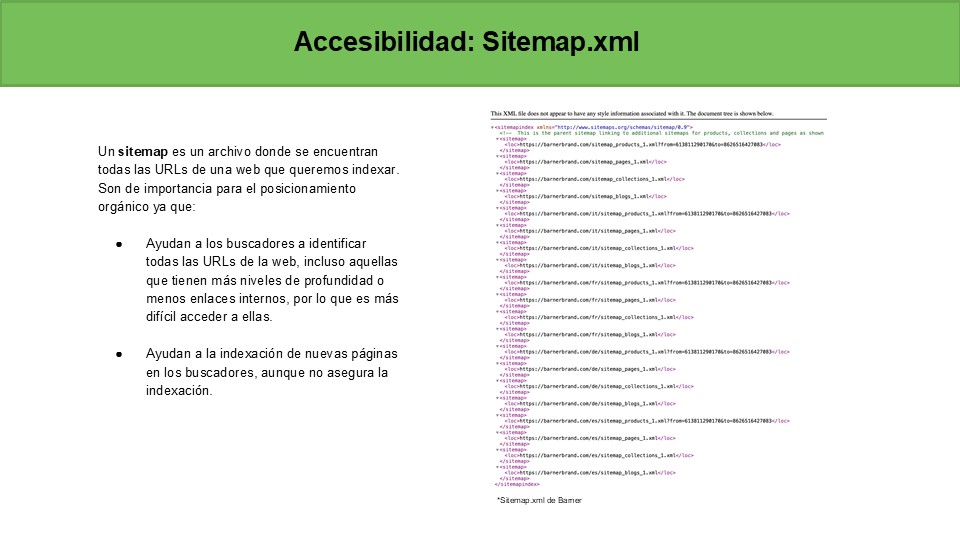 Accesibilidad: Sitemap.xml
Un sitemap es un archivo donde se encuentran
todas las URLs de una web que queremos indexar.
Son de importancia para el posicionamiento
orgánico ya que:
● Ayudan a los buscadores a identificar
todas las URLs de la web, incluso aquellas
que tienen más niveles de profundidad o
menos enlaces internos, por lo que es más
difícil acceder a ellas.
● Ayudan a la indexación de nuevas páginas
en los buscadores, aunque no asegura la
indexación.
This XML file does not appear to have any style information associated with it. The document tree is shown below.
▼<sitemapindex xmlns="http://www.sitemaps.org/schemas/sitemap/0.9">
<!-- This is the parent sitemap linking to additional sitemaps for products, collections and pages as shown
▼<sitemap>
<loc>https://barnerbrand.com/sitemap_products_1.xml?from=613811290170&to=8626516427083</loc>
</sitemap>
▼<sitemap>
<loc>https://barnerbrand.com/sitemap_pages_1.xml</loc>
</sitemap>
▼<sitemap>
<loc>https://barnerbrand.com/sitemap_collections_1.xml</loc>
</sitemap>
▼<sitemap>
<loc>https://barnerbrand.com/sitemap_blogs_1.xml</loc>
</sitemap>
▼<sitemap>
<loc>https://barnerbrand.com/it/sitemap_products_1.xml?from=613811290170&to=8626516427083</loc>
</sitemap>
▼<sitemap>
<loc>https://barnerbrand.com/it/sitemap_pages_1.xml</loc>
</sitemap>
▼<sitemap>
<loc>https://barnerbrand.com/it/sitemap_collections_1.xml</loc>
</sitemap>
▼<sitemap>
<loc>https://barnerbrand.com/it/sitemap_blogs_1.xml</loc>
</sitemap>
▼<sitemap>
<loc>https://barnerbrand.com/fr/sitemap_products_1.xml?from=613811290170&to=8626516427083</loc>
</sitemap>
▼<sitemap>
<loc>https://barnerbrand.com/fr/sitemap_pages_1.xml</loc>
</sitemap>
▼<sitemap>
<loc>https://barnerbrand.com/fr/sitemap_collections_1.xml</loc>
</sitemap>
▼<sitemap>
<loc>https://barnerbrand.com/fr/sitemap_blogs_1.xml</loc>
</sitemap>
▼<sitemap>
<loc>https://barnerbrand.com/de/sitemap_products_1.xml?from=613811290170&to=8626516427083</loc>
</sitemap>
▼<sitemap>
<loc>https://barnerbrand.com/de/sitemap_pages_1.xml</loc>
</sitemap>
▼<sitemap>
<loc>https://barnerbrand.com/de/sitemap_collections_1.xml</loc>
</sitemap>
▼<sitemap>
<loc>https://barnerbrand.com/de/sitemap_blogs_1.xml</loc>
</sitemap>
▼<sitemap>
<loc>https://barnerbrand.com/es/sitemap_products_1.xml?from=613811290170&to=8626516427083</loc>
</sitemap>
▼<sitemap>
<loc>https://barnerbrand.com/es/sitemap_pages_1.xml</loc>
</sitemap>
▼<sitemap>
<loc>https://barnerbrand.com/es/sitemap_collections_1.xml</loc>
</sitemap>
▼<sitemap>
<loc>https://barnerbrand.com/es/sitemap_blogs_1.xml</loc>
</sitemap>
</sitemapindex>
*Sitemap.xml de Barner